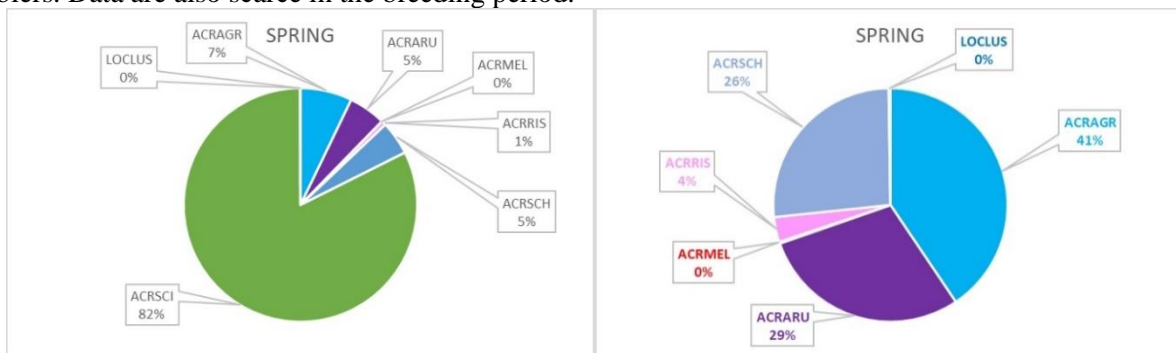 blers. Data are also scarce in the breeding period.
SPRING
ACRAGR
7%
ACRARU
5%
LOCLUS
0%
ACRMEL
0%
ACRRIS
1%
ACRSCH
5%
ACRSCI
82%
SPRING
LOCLUS
0%
ACRSCH
26%
ACRAGR
41%
ACRRIS
4%
ACRMEL
0%
ACRARU
29%